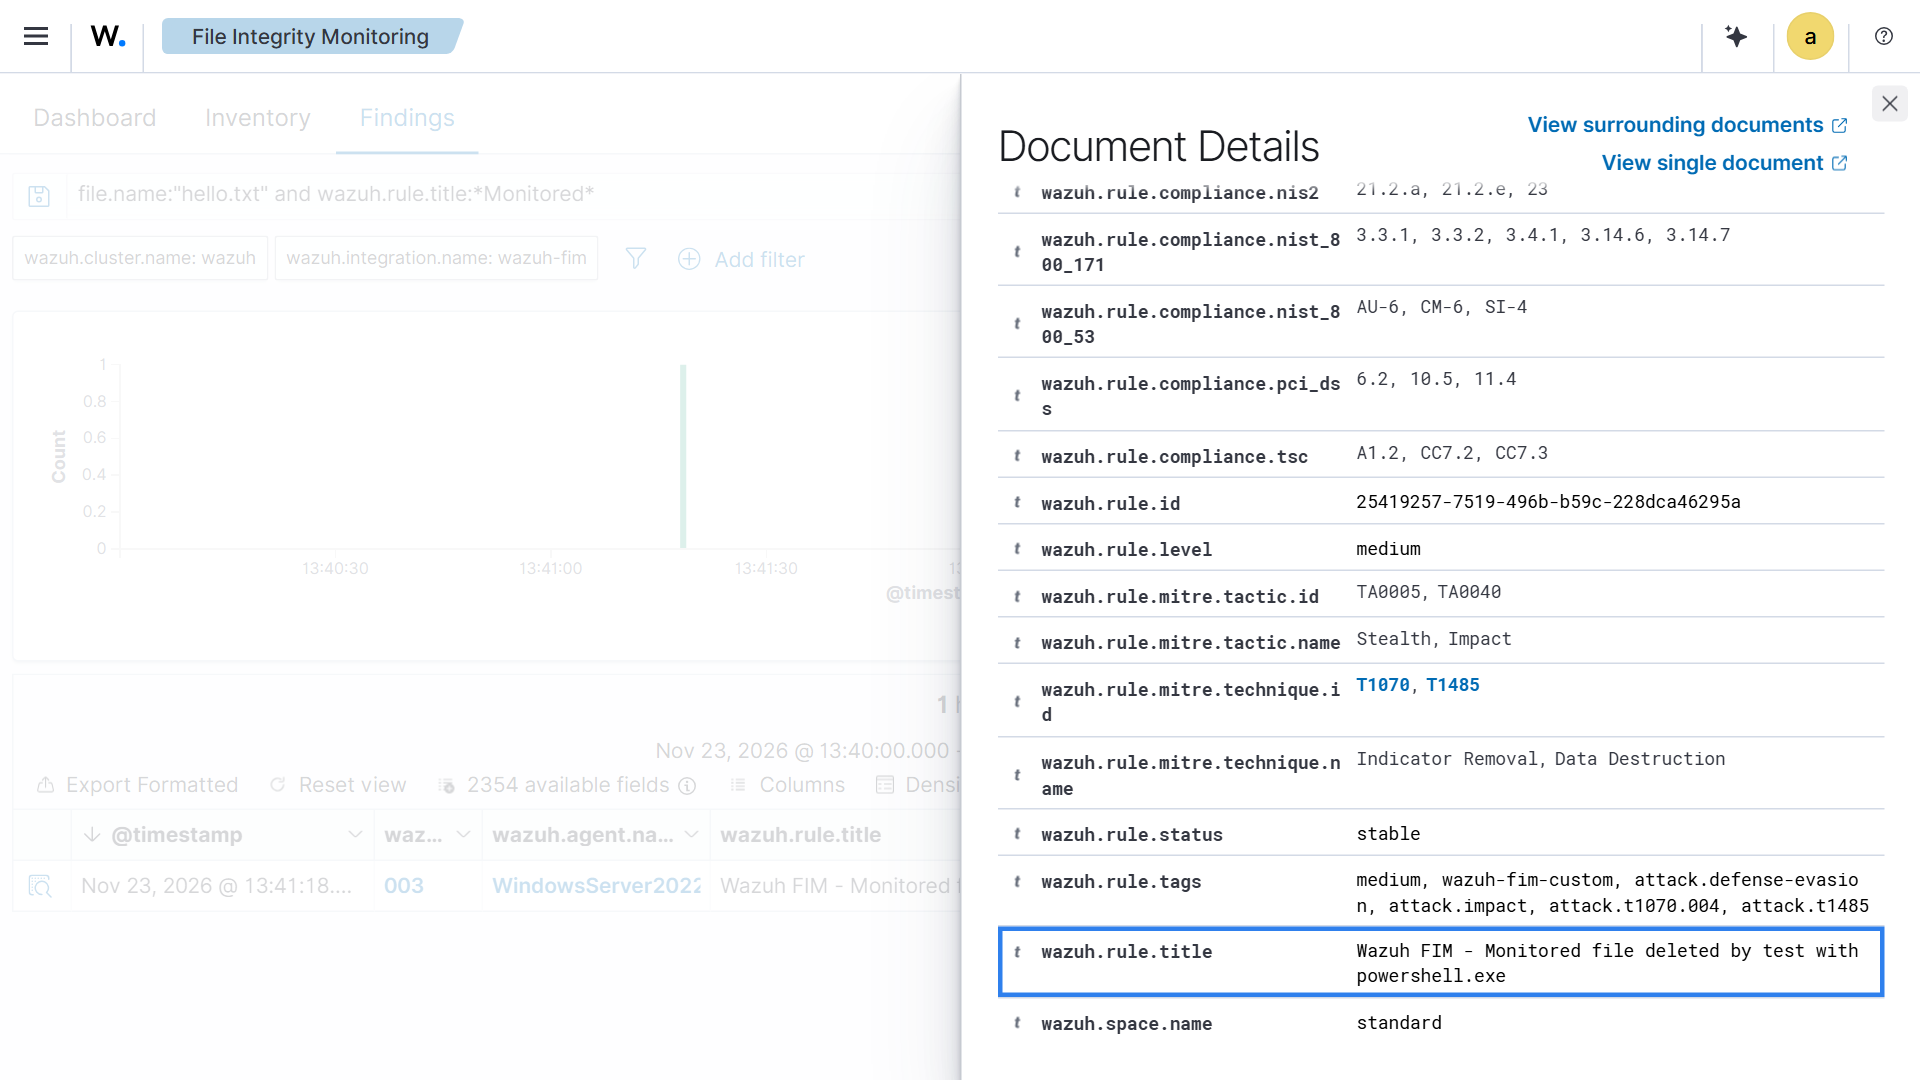 W.
File Integrity Monitoring
a
Dashboard
Inventory
Findings
file.name:"hello.txt" and wazuh.rule.title:*Monitored*
wazuh.cluster.name: wazuh
wazuh.integration.name: wazuh-fim
Add filter
1
0.8
0.6
0.4
0.2
0
Count
13:40:30
13:41:00
13:41:30
13:
@timest
1 h
Nov 23, 2026 @ 13:40:00.000 -
Export Formatted
Reset view
2354 available fields
Columns
Densi
@timestamp
waz...
wazuh.agent.na...
wazuh.rule.title
Nov 23, 2026 @ 13:41:18....
003
WindowsServer2022
Wazuh FIM - Monitored f
Document Details
View surrounding documents
View single document
t wazuh.rule.compliance.nis2 21.2.a, 21.2.e, 23
t wazuh.rule.compliance.nist_8 3.3.1, 3.3.2, 3.4.1, 3.14.6, 3.14.7
00_171
t wazuh.rule.compliance.nist_8 AU-6, CM-6, SI-4
00_53
t wazuh.rule.compliance.pci_ds 6.2, 10.5, 11.4
s
t wazuh.rule.compliance.tsc A1.2, CC7.2, CC7.3
t wazuh.rule.id 25419257-7519-496b-b59c-228dca46295a
t wazuh.rule.level medium
t wazuh.rule.mitre.tactic.id TA0005, TA0040
t wazuh.rule.mitre.tactic.name Stealth, Impact
t wazuh.rule.mitre.technique.i T1070, T1485
d
t wazuh.rule.mitre.technique.n Indicator Removal, Data Destruction
ame
t wazuh.rule.status stable
t wazuh.rule.tags medium, wazuh-fim-custom, attack.defense-evasio
n, attack.impact, attack.t1070.004, attack.t1485
t wazuh.rule.title Wazuh FIM - Monitored file deleted by test with
powershell.exe
t wazuh.space.name standard